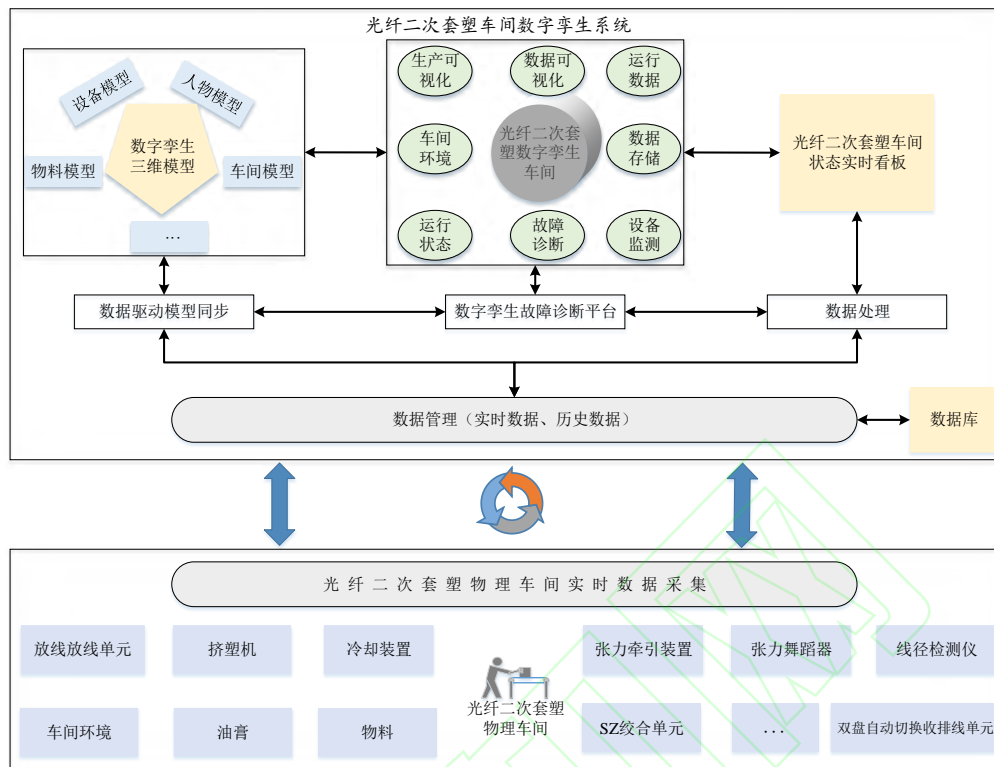 光纤二次套塑车间数字孪生系统
设备模型
人物模型
数字孪生
三维模型
物料模型
车间模型
...
生产可
视化
数据可
视化
运行
数据
车间
环境
光纤二次套
塑数字孪生
车间
数据
存储
运行
状态
故障
诊断
设备
监测
光纤二次套塑车间
状态实时看板
数据驱动模型同步
数字孪生故障诊断平台
数据处理
数据管理（实时数据、历史数据）
数据库
光纤二次套塑物理车间实时数据采集
放线放线单元
挤塑机
冷却装置
张力牵引装置
张力舞蹈器
线径检测仪
光纤二次套塑
物理车间
车间环境
油膏
物料
SZ绞合单元
...
双盘自动切换收排线单元